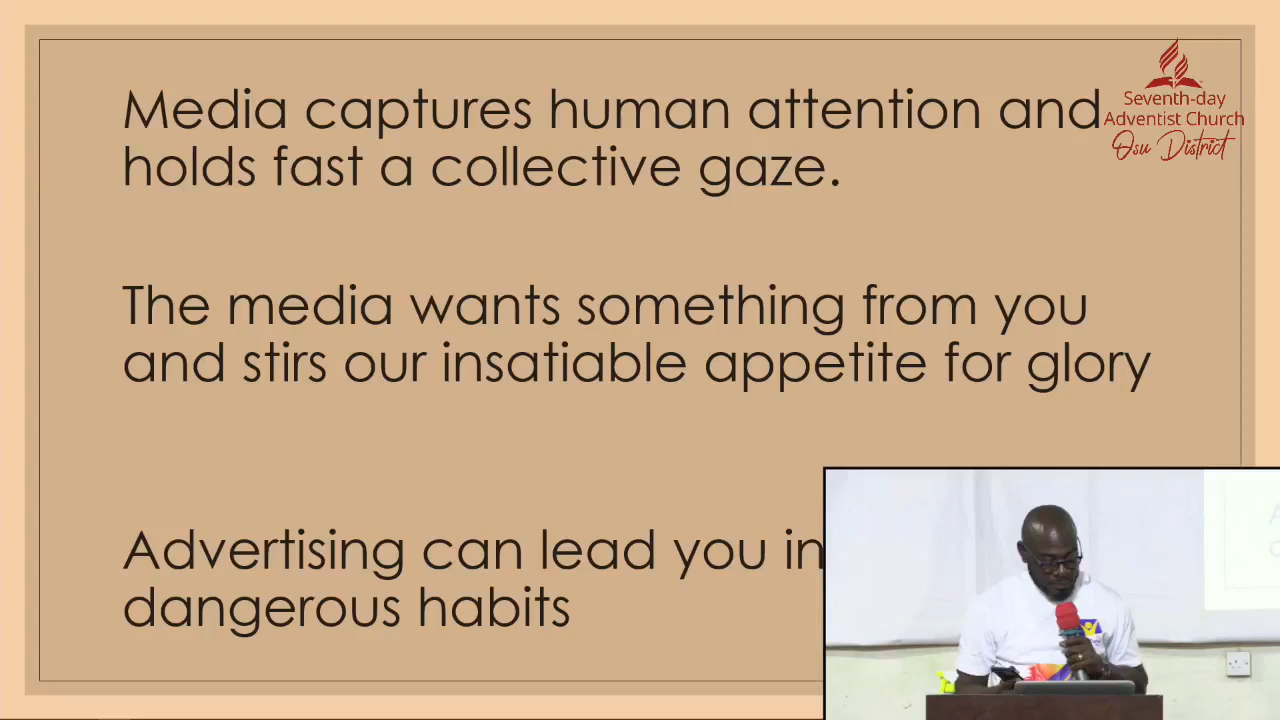 Media captures human attention and
holds fast a collective gaze.
Seventh-day
Adventist Church
Osu District
The media wants something from you
and stirs our insatiable appetite for glory
Advertising can lead you in
dangerous habits